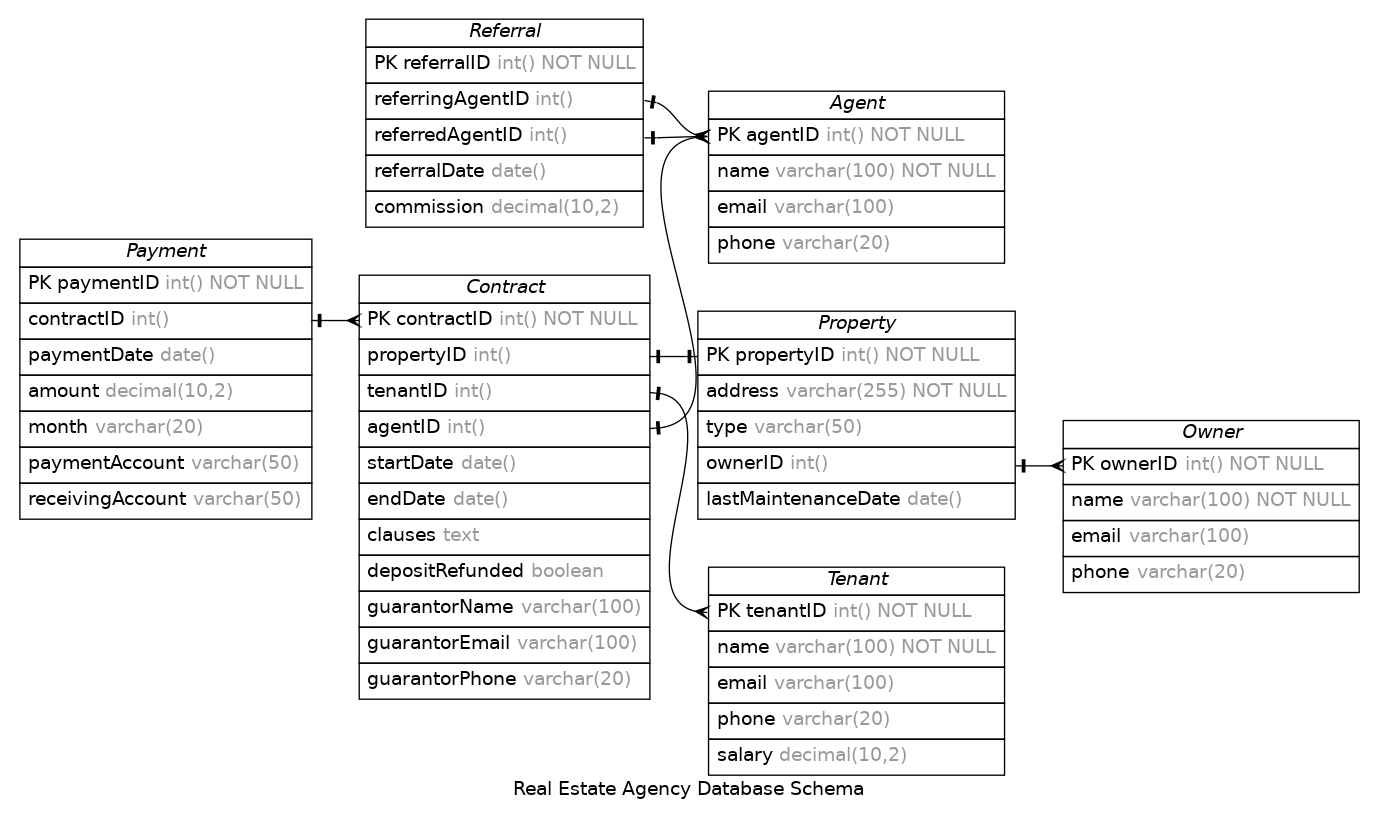 Referral
PK referralID int() NOT NULL
referringAgentID int()
referredAgentID int()
referralDate date()
commission decimal(10,2)
Agent
PK agentID int() NOT NULL
name varchar(100) NOT NULL
email varchar(100)
phone varchar(20)
Payment
PK paymentID int() NOT NULL
contractID int()
paymentDate date()
amount decimal(10,2)
month varchar(20)
paymentAccount varchar(50)
receivingAccount varchar(50)
Contract
PK contractID int() NOT NULL
propertyID int()
tenantID int()
agentID int()
startDate date()
endDate date()
clauses text
depositRefunded boolean
guarantorName varchar(100)
guarantorEmail varchar(100)
guarantorPhone varchar(20)
Property
PK propertyID int() NOT NULL
address varchar(255) NOT NULL
type varchar(50)
ownerID int()
lastMaintenanceDate date()
Owner
PK ownerID int() NOT NULL
name varchar(100) NOT NULL
email varchar(100)
phone varchar(20)
Tenant
PK tenantID int() NOT NULL
name varchar(100) NOT NULL
email varchar(100)
phone varchar(20)
salary decimal(10,2)
Real Estate Agency Database Schema